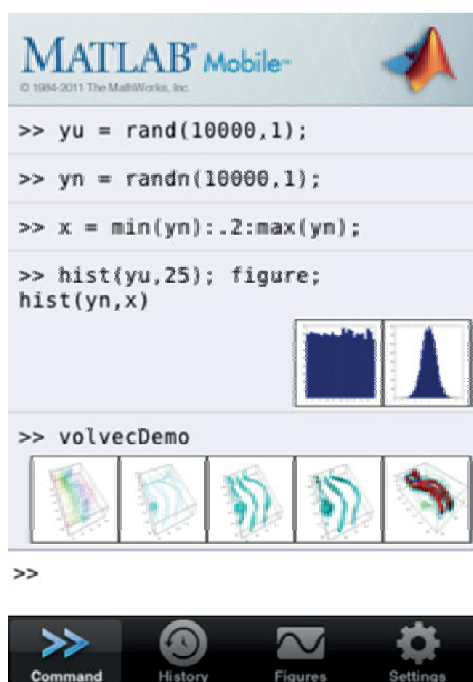 MATLAB® Mobile™
© 1984-2011 The MathWorks, Inc.
>> yu = rand(10000,1);
>> yn = randn(10000,1);
>> x = min(yn):.2:max(yn);
>> hist(yu,25); figure;
hist(yn,x)
>> volvecDemo
>>
Command History Figures Settings